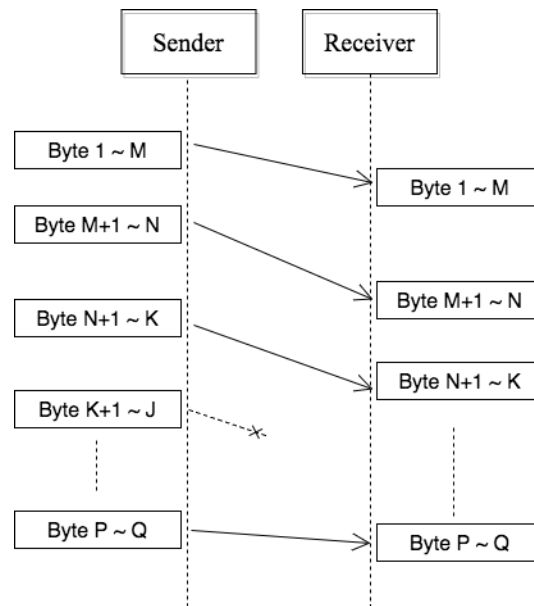 Sender
Receiver
Byte 1 ~ M
Byte 1 ~ M
Byte M+1 ~ N
Byte M+1 ~ N
Byte N+1 ~ K
Byte N+1 ~ K
Byte K+1 ~ J
Byte P ~ Q
Byte P ~ Q